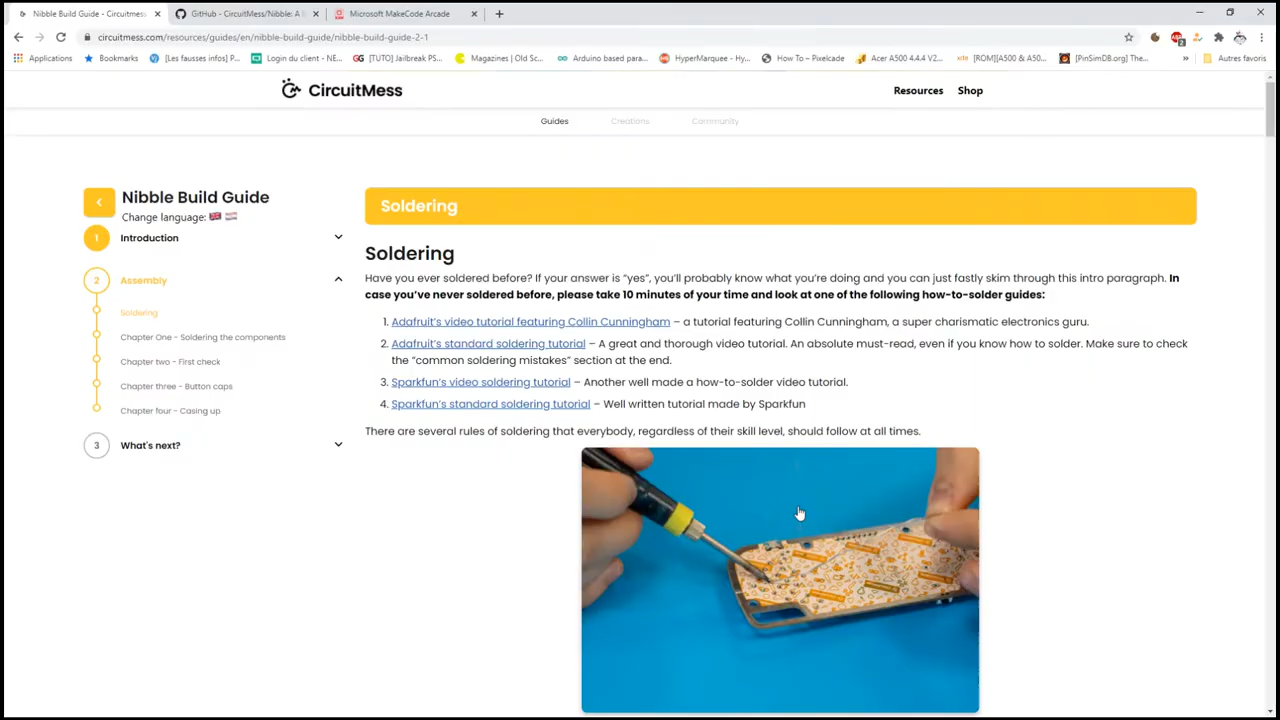 Nibble Build Guide - Circuitmess
GitHub - CircuitMess/Nibble: A
Microsoft MakeCode Arcade
circuitmess.com/resources/guides/en/nibble-build-guide/nibble-build-guide-2-1
Applications
Bookmarks
[Les fausses infos] P...
Login du client - NE...
[TUTO] Jailbreak PS...
Magazines | Old Sc...
Arduino based para...
HyperMarquee - Hy...
How To – Pixelcade
Acer A500 4.4.4 V2...
[ROM][A500 & A50...
[PinSimDB.org] The...
»
Autres favoris
CircuitMess
Resources
Shop
Guides
Creations
Community
Nibble Build Guide
Change language:
1
Introduction
2
Assembly
Soldering
Chapter One - Soldering the components
Chapter two - First check
Chapter three - Button caps
Chapter four - Casing up
3
What's next?
Soldering
Soldering
Have you ever soldered before? If your answer is “yes”, you’ll probably know what you’re doing and you can just fastly skim through this intro paragraph. In
case you’ve never soldered before, please take 10 minutes of your time and look at one of the following how-to-solder guides:
1. Adafruit’s video tutorial featuring Collin Cunningham – a tutorial featuring Collin Cunningham, a super charismatic electronics guru.
2. Adafruit’s standard soldering tutorial – A great and thorough video tutorial. An absolute must-read, even if you know how to solder. Make sure to check
the “common soldering mistakes” section at the end.
3. Sparkfun’s video soldering tutorial – Another well made a how-to-solder video tutorial.
4. Sparkfun’s standard soldering tutorial – Well written tutorial made by Sparkfun
There are several rules of soldering that everybody, regardless of their skill level, should follow at all times.